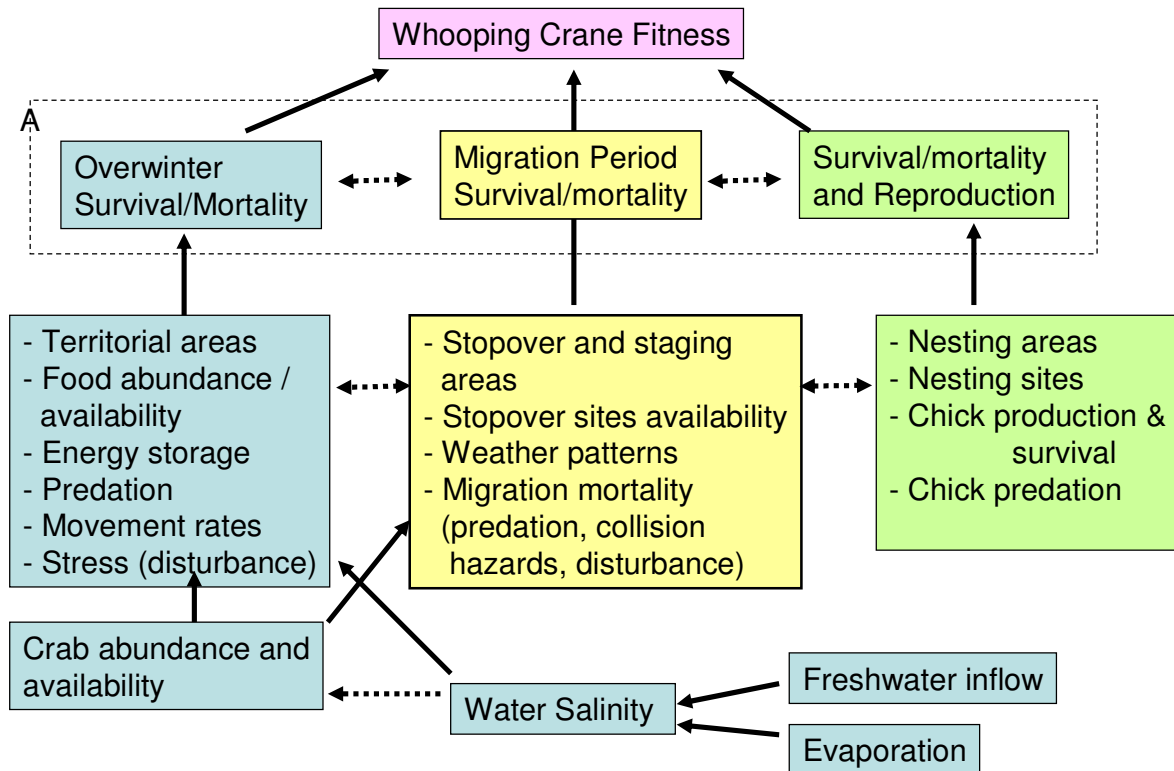 Whooping Crane Fitness
A
Overwinter
Survival/Mortality
Migration Period
Survival/mortality
Survival/mortality
and Reproduction
- Territorial areas
- Food abundance /
availability
- Energy storage
- Predation
- Movement rates
- Stress (disturbance)
- Stopover and staging
areas
- Stopover sites availability
- Weather patterns
- Migration mortality
(predation, collision
hazards, disturbance)
- Nesting areas
- Nesting sites
- Chick production &
survival
- Chick predation
Crab abundance and
availability
Water Salinity
Freshwater inflow
Evaporation